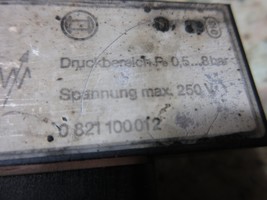 Druckbereich Pₑ 0,5...8 bar
Spannung max. 250 V
0 821 100 012